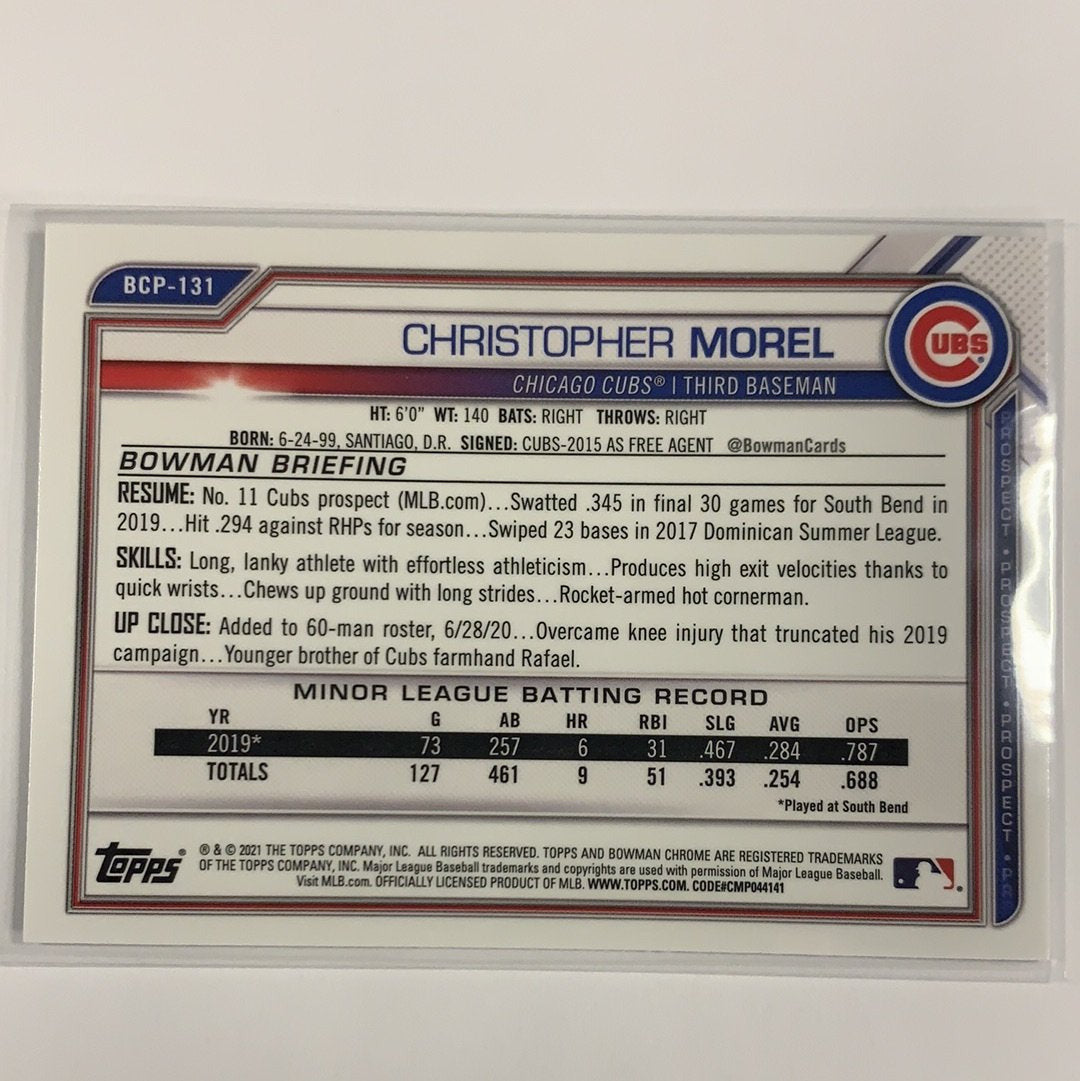 BCP-131
CHRISTOPHER MOREL
CUBS®
CHICAGO CUBS® | THIRD BASEMAN
HT: 6'0" WT: 140 BATS: RIGHT THROWS: RIGHT
BORN: 6-24-99, SANTIAGO, D.R. SIGNED: CUBS-2015 AS FREE AGENT @BowmanCards
BOWMAN BRIEFING
RESUME: No. 11 Cubs prospect (MLB.com)...Swatted .345 in final 30 games for South Bend in
2019...Hit .294 against RHPs for season...Swiped 23 bases in 2017 Dominican Summer League.
SKILLS: Long, lanky athlete with effortless athleticism...Produces high exit velocities thanks to
quick wrists...Chews up ground with long strides...Rocket-armed hot cornerman.
UP CLOSE: Added to 60-man roster, 6/28/20...Overcame knee injury that truncated his 2019
campaign...Younger brother of Cubs farmhand Rafael.
MINOR LEAGUE BATTING RECORD
YR G AB HR RBI SLG AVG OPS
2019* 73 257 6 31 .467 .284 .787
TOTALS 127 461 9 51 .393 .254 .688
*Played at South Bend
topps®
® & © 2021 THE TOPPS COMPANY, INC. ALL RIGHTS RESERVED. TOPPS AND BOWMAN CHROME ARE REGISTERED TRADEMARKS
OF THE TOPPS COMPANY, INC. Major League Baseball trademarks and copyrights are used with permission of Major League Baseball.
Visit MLB.com. OFFICIALLY LICENSED PRODUCT OF MLB. WWW.TOPPS.COM. CODE#CMP044141
PROSPECT • PROSPECT • PROSPECT • PR